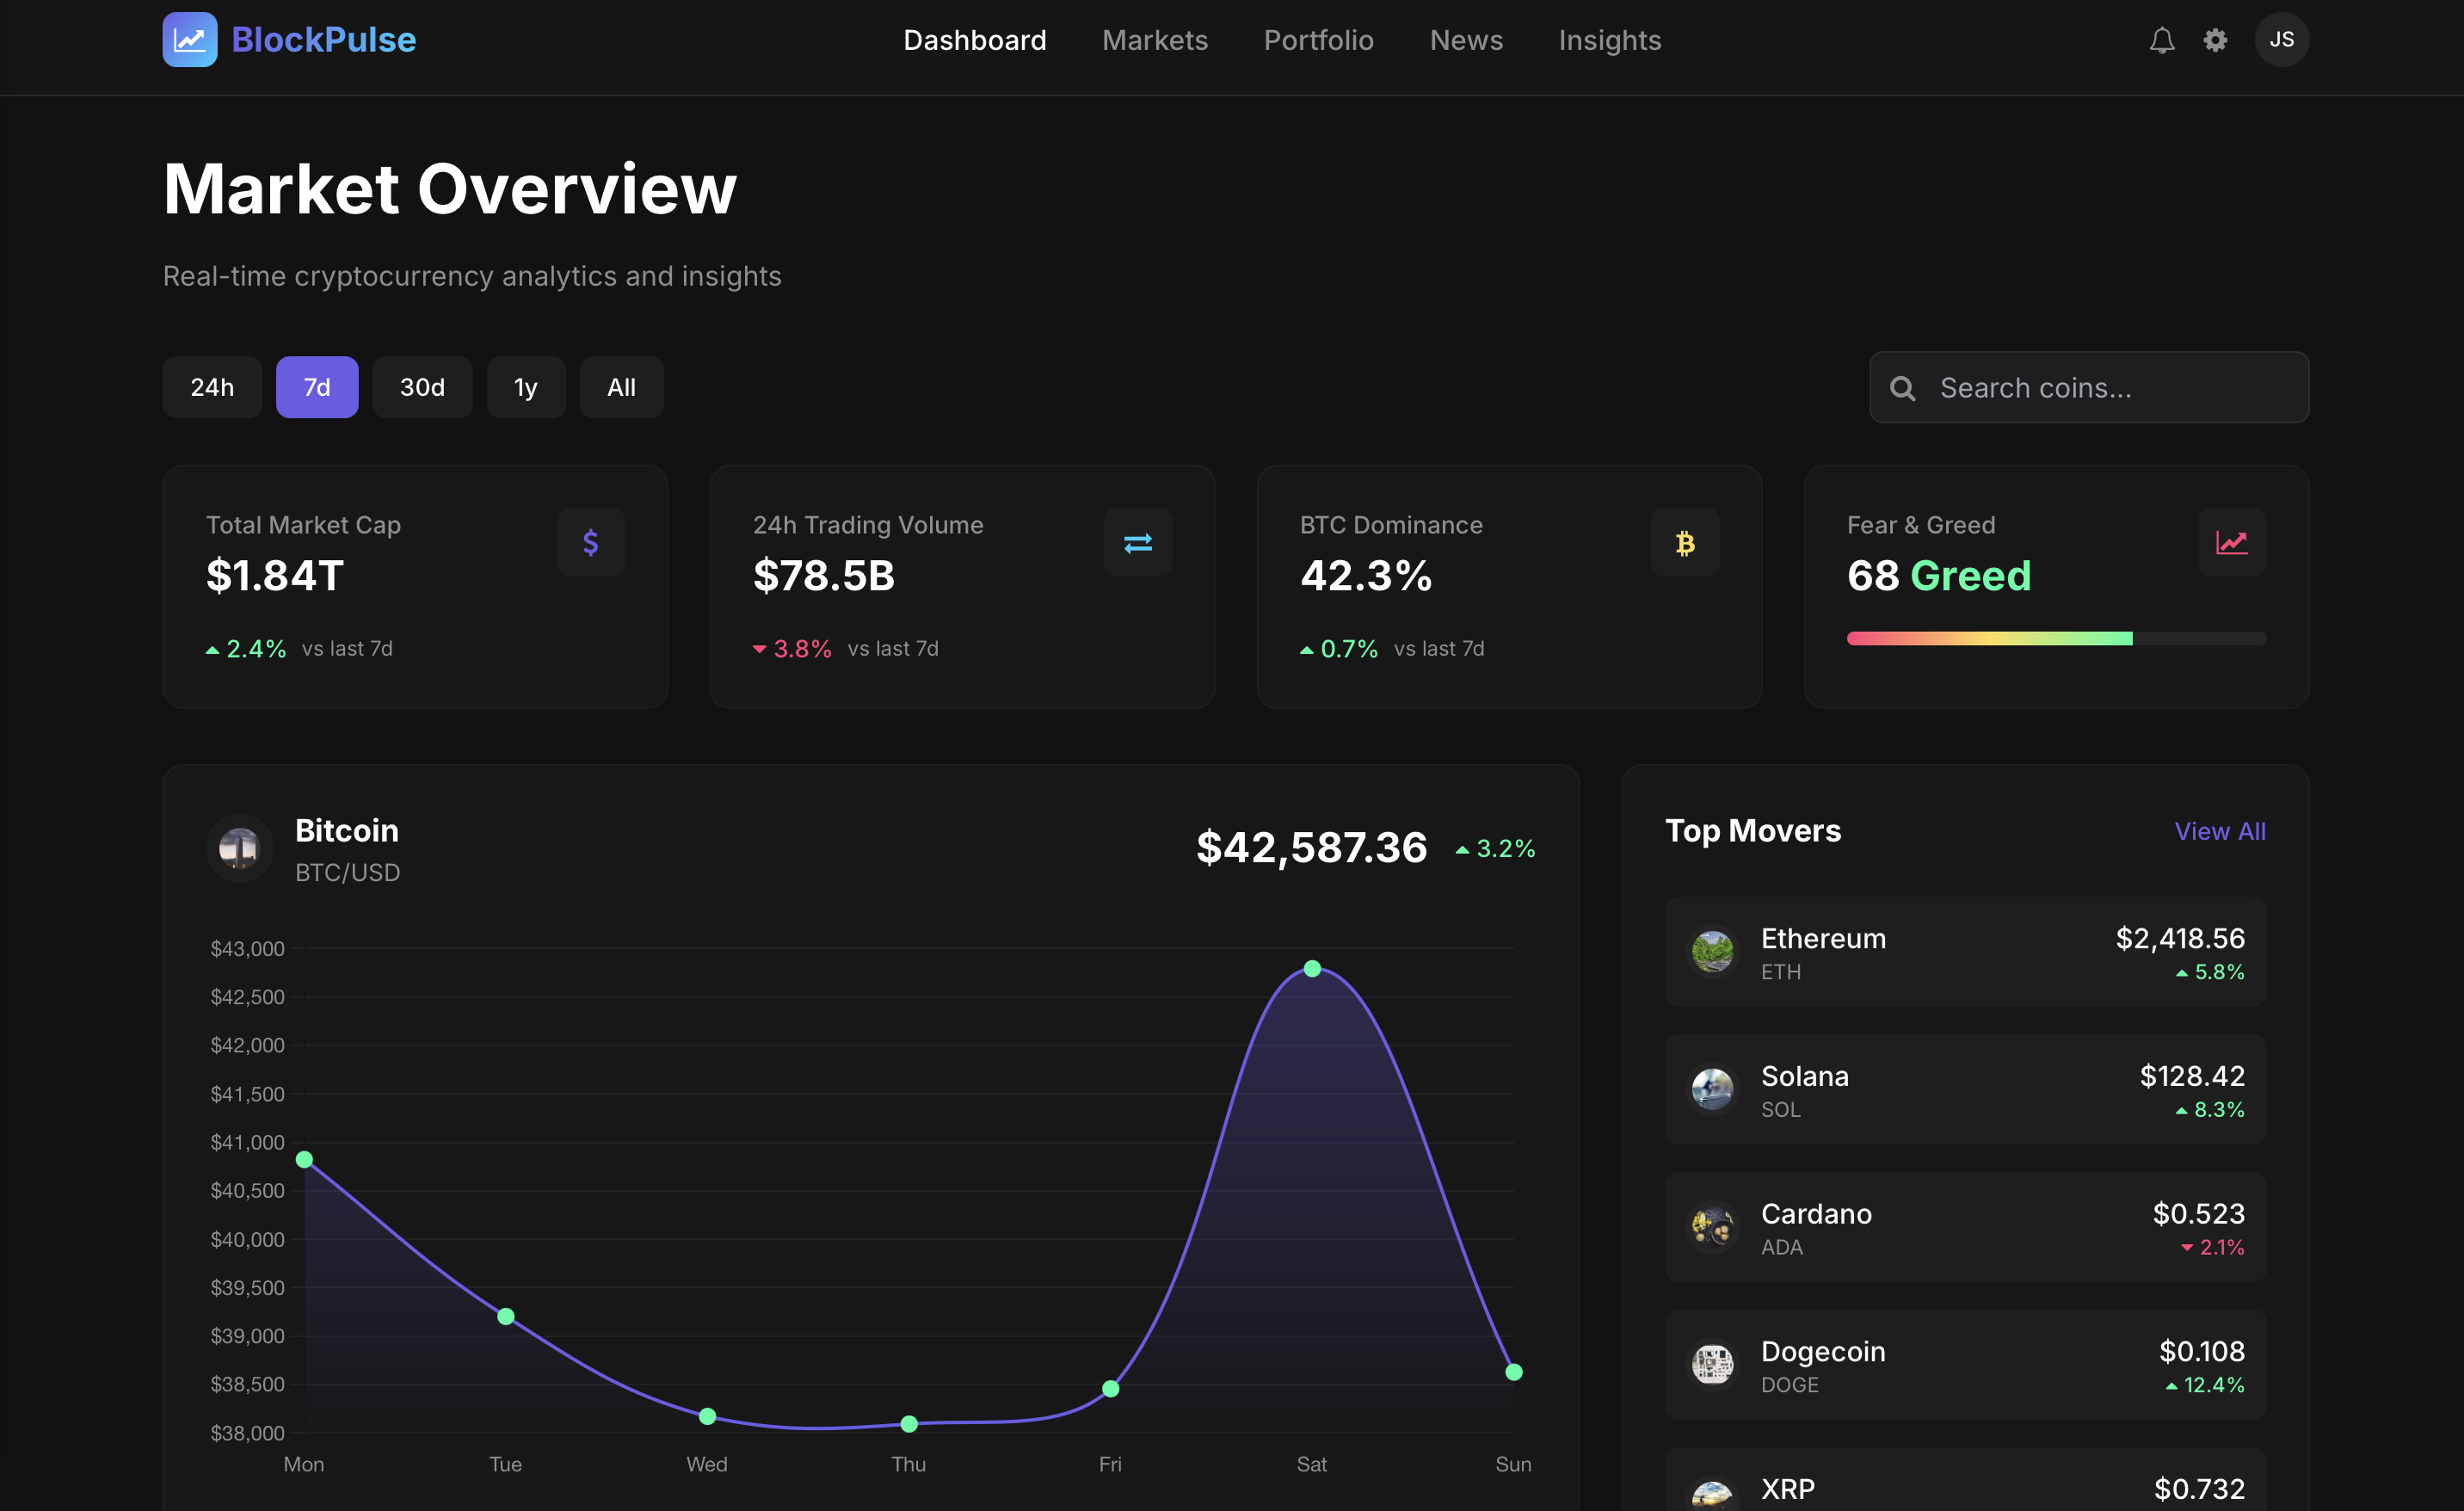 BlockPulse
Dashboard Markets Portfolio News Insights
JS
Market Overview
Real-time cryptocurrency analytics and insights
24h 7d 30d 1y All
Search coins...
Total Market Cap
$1.84T
2.4% vs last 7d
24h Trading Volume
$78.5B
3.8% vs last 7d
BTC Dominance
42.3%
0.7% vs last 7d
Fear & Greed
68 Greed
Bitcoin
BTC/USD
$42,587.36 3.2%
$43,000
$42,500
$42,000
$41,500
$41,000
$40,500
$40,000
$39,500
$39,000
$38,500
$38,000
Mon Tue Wed Thu Fri Sat Sun
Top Movers
View All
Ethereum
ETH
$2,418.56
5.8%
Solana
SOL
$128.42
8.3%
Cardano
ADA
$0.523
2.1%
Dogecoin
DOGE
$0.108
12.4%
XRP
$0.732